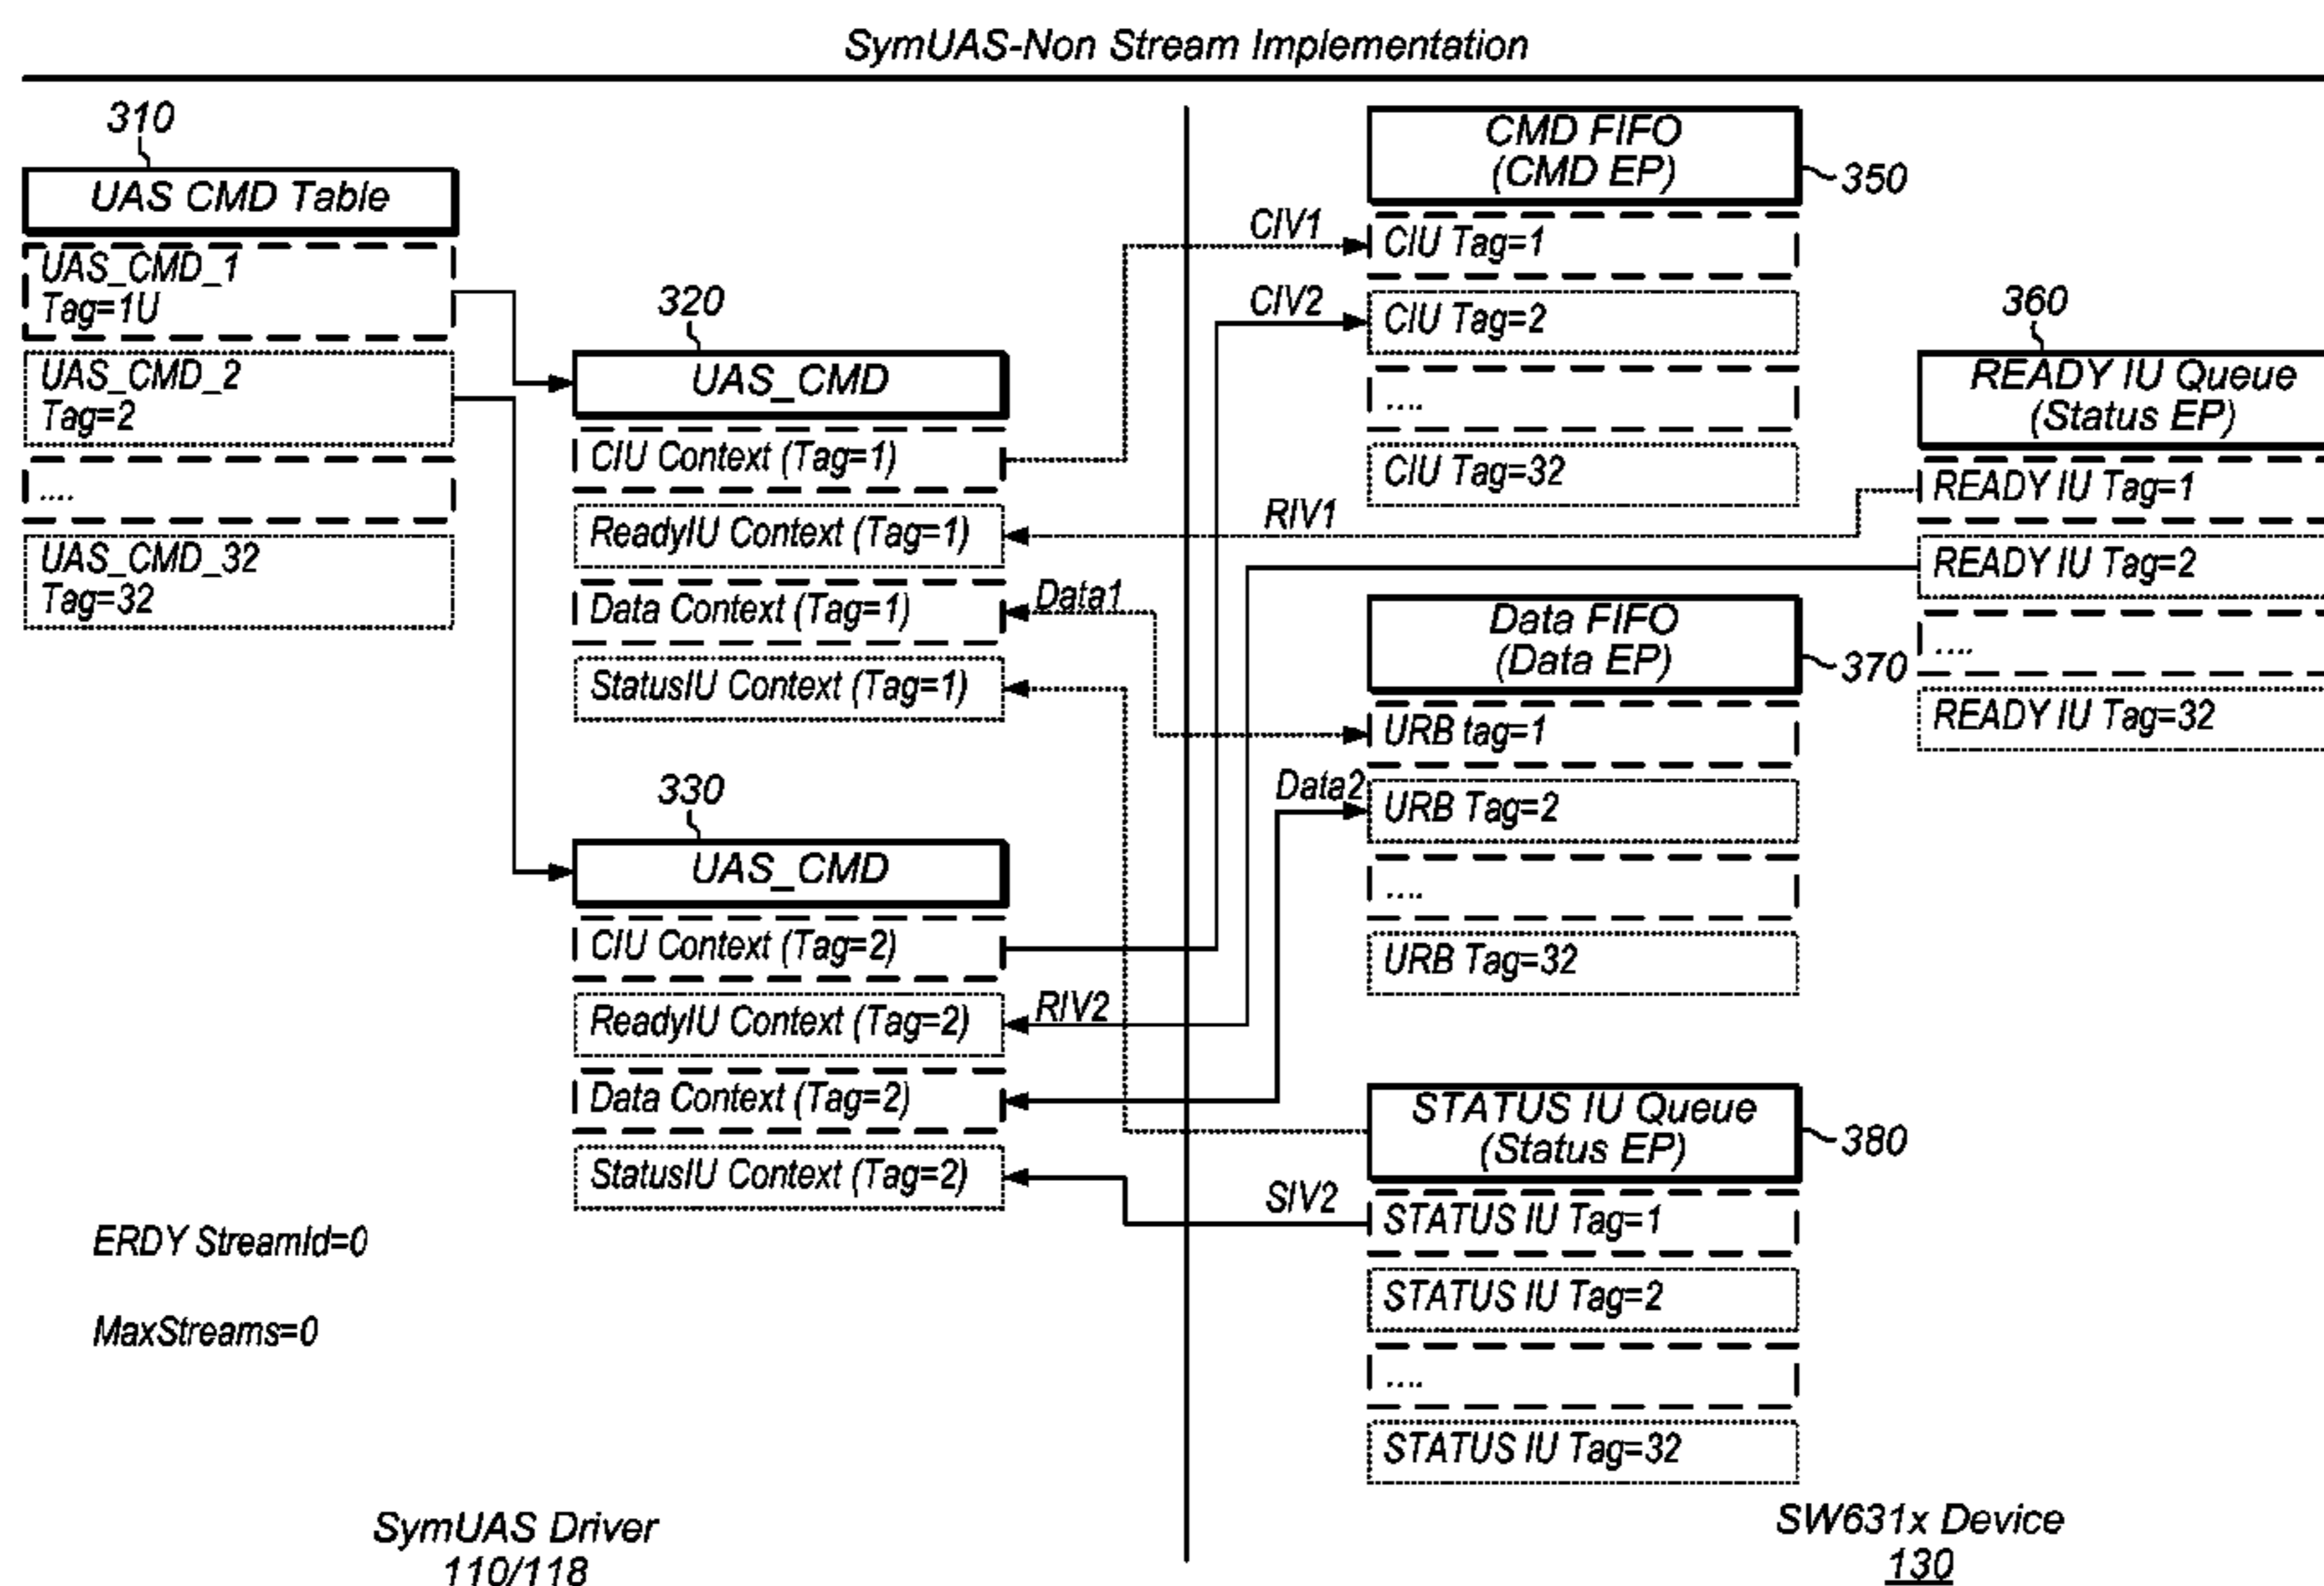 SymUAS-Non Stream Implementation
310
UAS CMD Table
UAS_CMD_1
Tag=1U
UAS_CMD_2
Tag=2
....
UAS_CMD_32
Tag=32
320
UAS_CMD
CIU Context (Tag=1)
ReadyIU Context (Tag=1)
Data Context (Tag=1)
StatusIU Context (Tag=1)
330
UAS_CMD
CIU Context (Tag=2)
ReadyIU Context (Tag=2)
Data Context (Tag=2)
StatusIU Context (Tag=2)
CIV1
CIV2
RIV1
Data1
Data2
RIV2
SIV2
CMD FIFO
(CMD EP)
350
CIU Tag=1
CIU Tag=2
....
CIU Tag=32
360
READY IU Queue
(Status EP)
READY IU Tag=1
READY IU Tag=2
....
READY IU Tag=32
Data FIFO
(Data EP)
370
URB tag=1
URB Tag=2
....
URB Tag=32
STATUS IU Queue
(Status EP)
380
STATUS IU Tag=1
STATUS IU Tag=2
....
STATUS IU Tag=32
ERDY StreamId=0
MaxStreams=0
SymUAS Driver
110/118
SW631x Device
130